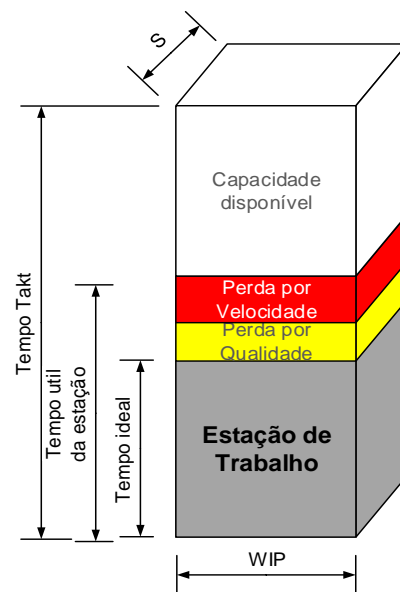 S
Capacidade
disponível
Perda por
Velocidade
Perda por
Qualidade
Estação de
Trabalho
Tempo Takt
Tempo util
da estação
Tempo ideal
WIP